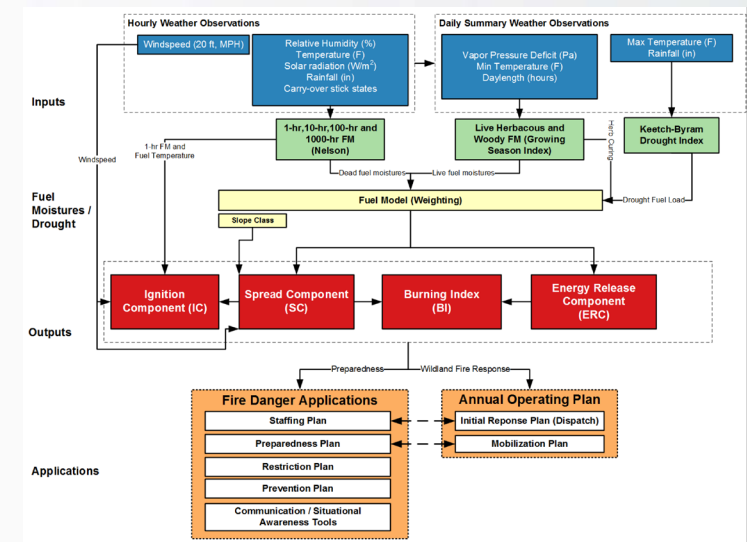 Hourly Weather Observations
Daily Summary Weather Observations
Windspeed (20 ft, MPH)
Relative Humidity (%)
Temperature (F)
Solar radiation (W/m²)
Rainfall (in)
Carry-over stick states
Vapor Pressure Deficit (Pa)
Min Temperature (F)
Daylength (hours)
Max Temperature (F)
Rainfall (in)
Inputs
1-hr,10-hr,100-hr and
1000-hr FM
(Nelson)
Live Herbacous and
Woody FM (Growing
Season Index)
Herb Curing
Keetch-Byram
Drought Index
1-hr FM and
Fuel Temperature
Windspeed
Dead fuel moistures
Live fuel moistures
Fuel
Moistures /
Drought
Fuel Model (Weighting)
Drought Fuel Load
Slope Class
Ignition
Component (IC)
Spread Component
(SC)
Burning Index
(BI)
Energy Release
Component
(ERC)
Outputs
Preparedness
Wildland Fire Response
Fire Danger Applications
Staffing Plan
Preparedness Plan
Restriction Plan
Prevention Plan
Communication / Situational
Awareness Tools
Annual Operating Plan
Initial Reponse Plan (Dispatch)
Mobilization Plan
Applications